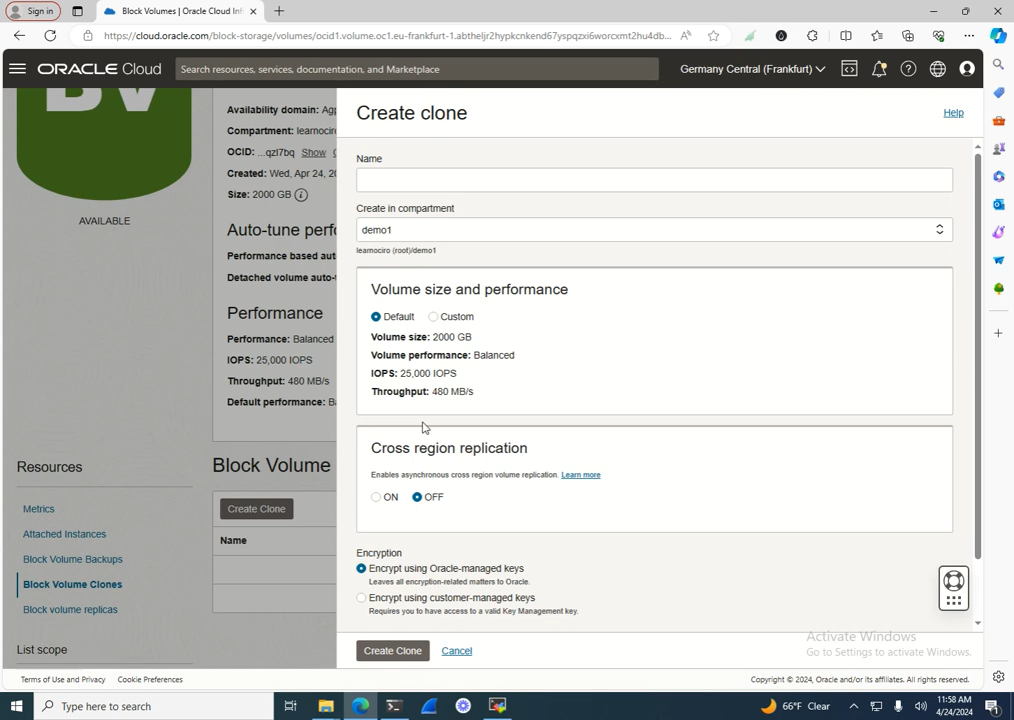 Sign in
Block Volumes | Oracle Cloud Inf
https://cloud.oracle.com/block-storage/volumes/ocid1.volume.oc1.eu-frankfurt-1.abtheljr2hypkcnkend67yspqzxi6worcxmt2hu4db...
ORACLE Cloud
Search resources, services, documentation, and Marketplace
Germany Central (Frankfurt)
BV
AVAILABLE
Availability domain: Agp
Compartment: learnocir
OCID: ...qzl7bq Show
Created: Wed, Apr 24, 20
Size: 2000 GB
Auto-tune perfo
Performance based aut
Detached volume auto-
Performance
Performance: Balanced
IOPS: 25,000 IOPS
Throughput: 480 MB/s
Default performance: B
Resources
Metrics
Attached Instances
Block Volume Backups
Block Volume Clones
Block volume replicas
List scope
Block Volume
Create Clone
Name
Create clone
Help
Name
Create in compartment
demo1
learnociro (root)/demo1
Volume size and performance
Default Custom
Volume size: 2000 GB
Volume performance: Balanced
IOPS: 25,000 IOPS
Throughput: 480 MB/s
Cross region replication
Enables asynchronous cross region volume replication. Learn more
ON OFF
Encryption
Encrypt using Oracle-managed keys
Leaves all encryption-related matters to Oracle.
Encrypt using customer-managed keys
Requires you to have access to a valid Key Management key.
Create Clone Cancel
Activate Windows
Go to Settings to activate Windows.
Terms of Use and Privacy Cookie Preferences
Copyright © 2024, Oracle and/or its affiliates. All rights reserved.
Type here to search
66°F Clear
11:58 AM
4/24/2024
1